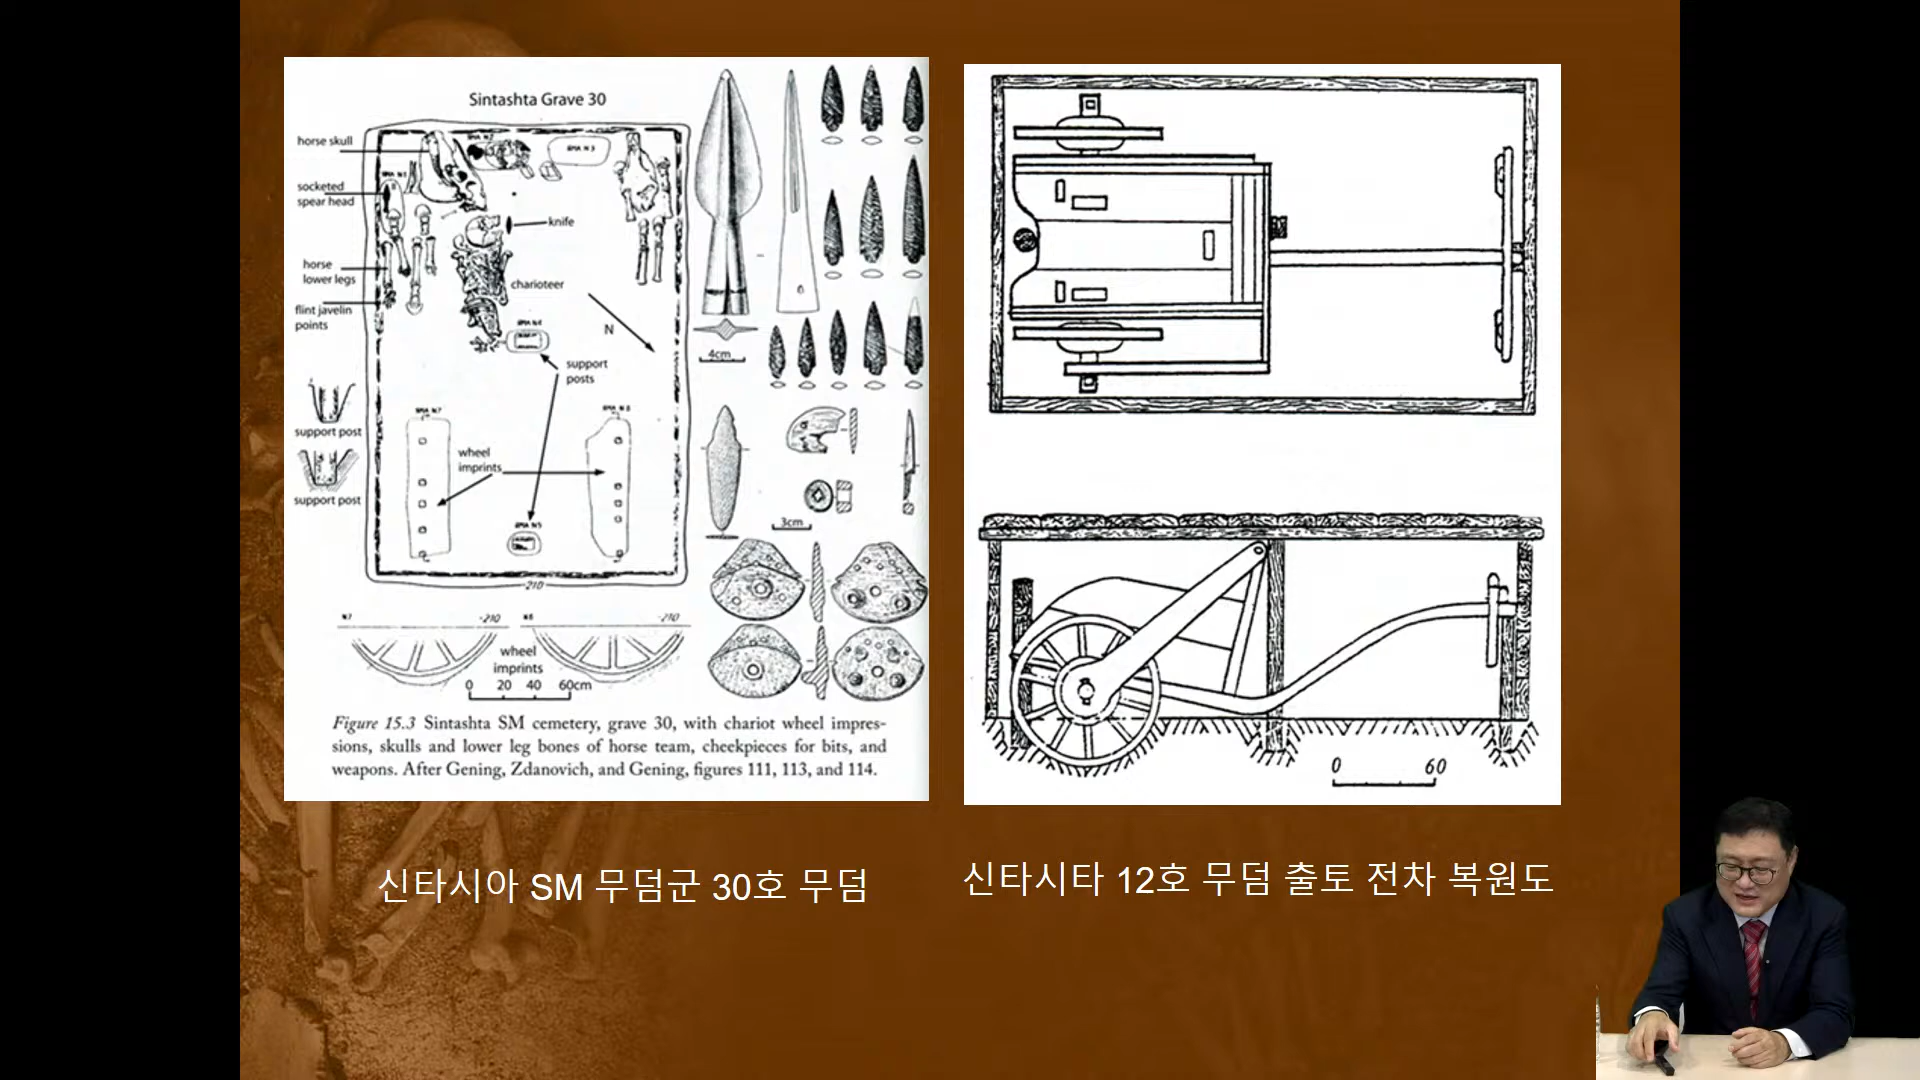 Sintashta Grave 30
horse skull
socketed
spear head
knife
horse
lower legs
charioteer
flint javelin
points
N
support
posts
4cm
support post
wheel
imprints
support post
3cm
210
-210
-210
wheel
imprints
0 20 40 60cm
Figure 15.3 Sintashta SM cemetery, grave 30, with chariot wheel impres-
sions, skulls and lower leg bones of horse team, cheekpieces for bits, and
weapons. After Gening, Zdanovich, and Gening, figures 111, 113, and 114.
0 60
신타시아 SM 무덤군 30호 무덤
신타시타 12호 무덤 출토 전차 복원도